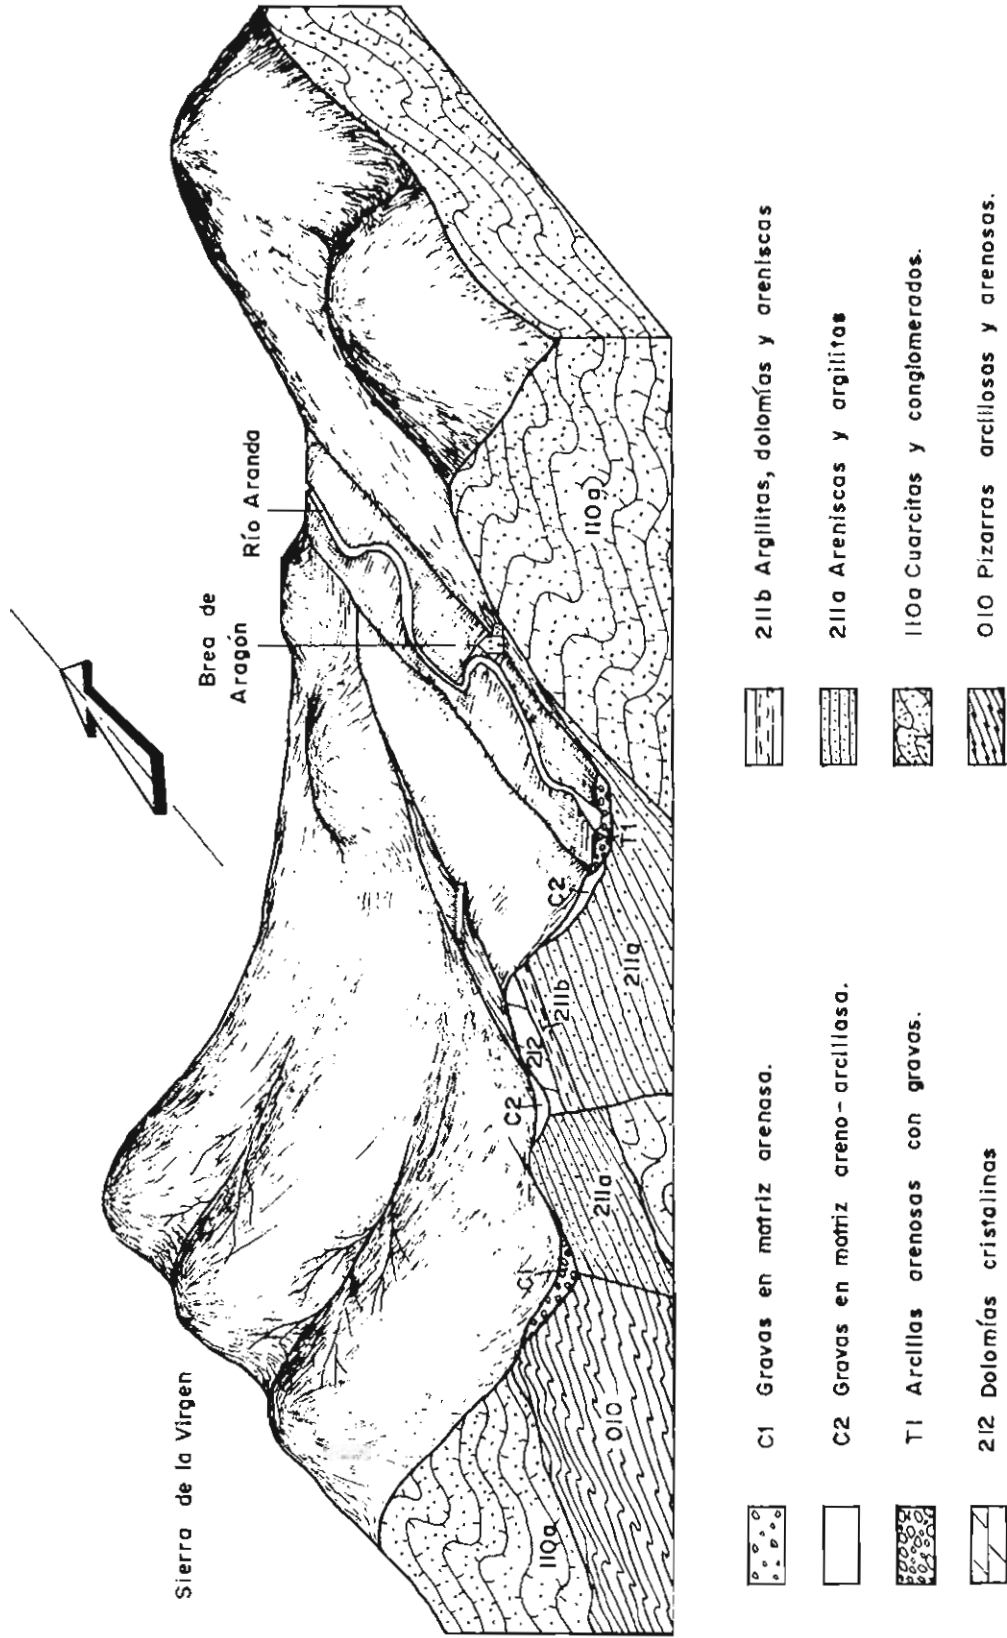 Sierra de la Virgen
Brea de
Aragón
Río Aranda
110a
010
C1
211a
C2
212
211b
211a
C2
T1
110a
C1 Gravas en matriz arenosa.
C2 Gravas en matriz areno-arcillosa.
T1 Arcillas arenosas con gravas.
212 Dolomías cristalinas
211b Argilitas, dolomías y areniscas
211a Areniscas y argilitas
110a Cuarcitas y conglomerados.
010 Pizarras arcillosas y arenosas.